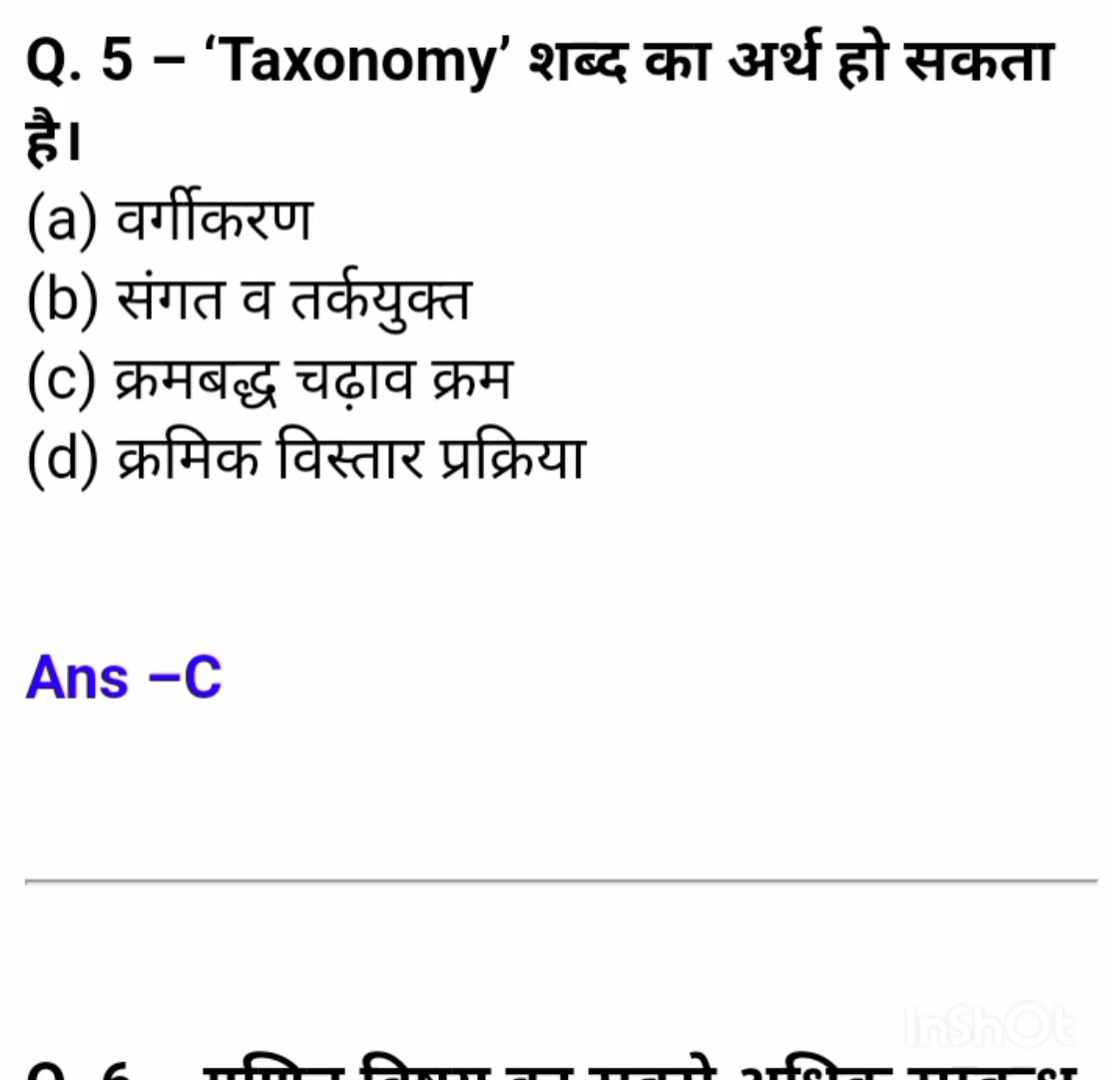 Q. 5 – ‘Taxonomy’ शब्द का अर्थ हो सकता
है।
(a) वर्गीकरण
(b) संगत व तर्कयुक्त
(c) क्रमबद्ध चढ़ाव क्रम
(d) क्रमिक विस्तार प्रक्रिया
Ans –C
InShOt